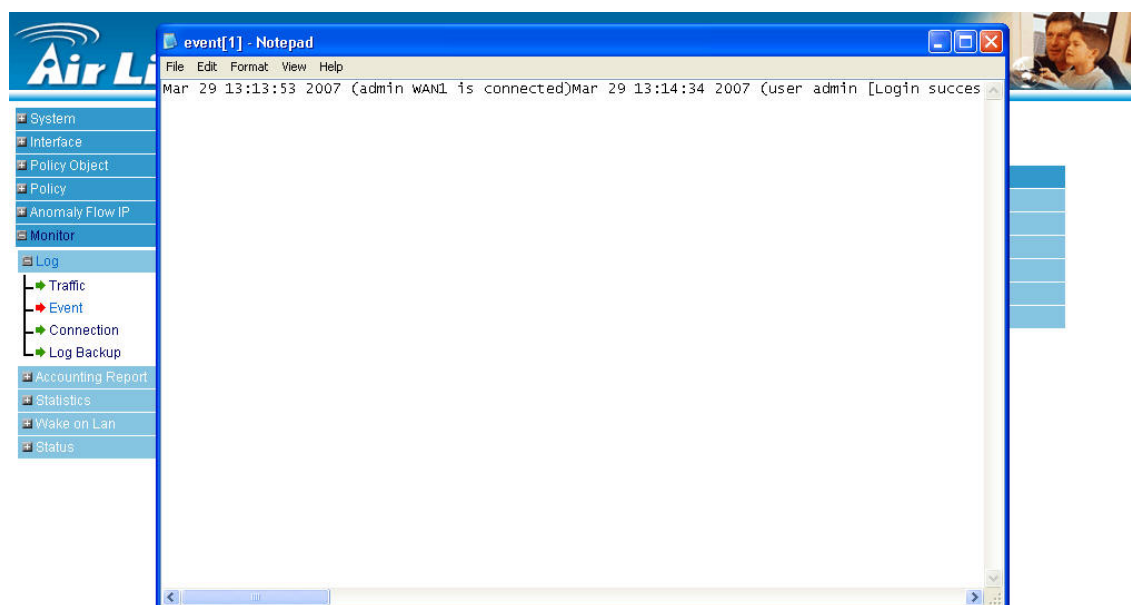 Air Li
event[1] - Notepad
File Edit Format View Help
Mar 29 13:13:53 2007 (admin WAN1 is connected)Mar 29 13:14:34 2007 (user admin [Login succes
System
Interface
Policy Object
Policy
Anomaly Flow IP
Monitor
Log
Traffic
Event
Connection
Log Backup
Accounting Report
Statistics
Wake on Lan
Status